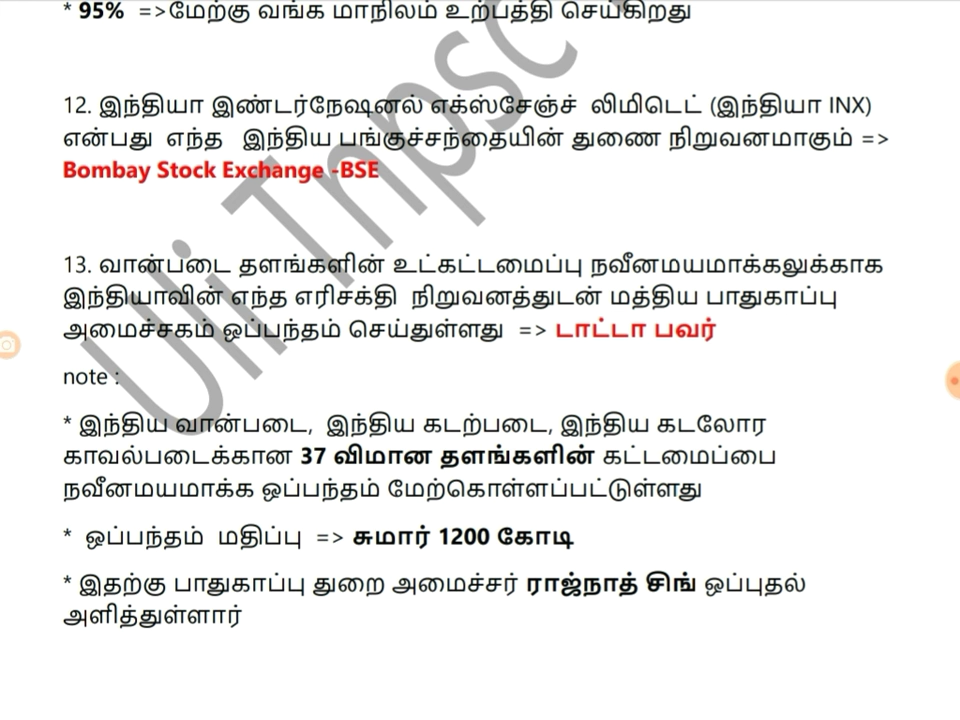 * 95% =>மேற்கு வங்க மாநிலம் உற்பத்தி செய்கிறது
12. இந்தியா இண்டர்நேஷனல் எக்ஸ்சேஞ்ச் லிமிடெட் (இந்தியா INX)
என்பது எந்த இந்திய பங்குச்சந்தையின் துணை நிறுவனமாகும் =>
Bombay Stock Exchange -BSE
13. வான்படை தளங்களின் உட்கட்டமைப்பு நவீனமயமாக்கலுக்காக
இந்தியாவின் எந்த எரிசக்தி நிறுவனத்துடன் மத்திய பாதுகாப்பு
அமைச்சகம் ஒப்பந்தம் செய்துள்ளது => டாட்டா பவர்
note :
* இந்திய வான்படை, இந்திய கடற்படை, இந்திய கடலோர
காவல்படைக்கான 37 விமான தளங்களின் கட்டமைப்பை
நவீனமயமாக்க ஒப்பந்தம் மேற்கொள்ளப்பட்டுள்ளது
* ஒப்பந்தம் மதிப்பு => சுமார் 1200 கோடி
* இதற்கு பாதுகாப்பு துறை அமைச்சர் ராஜ்நாத் சிங் ஒப்புதல்
அளித்துள்ளார்
Uji Tnpsc